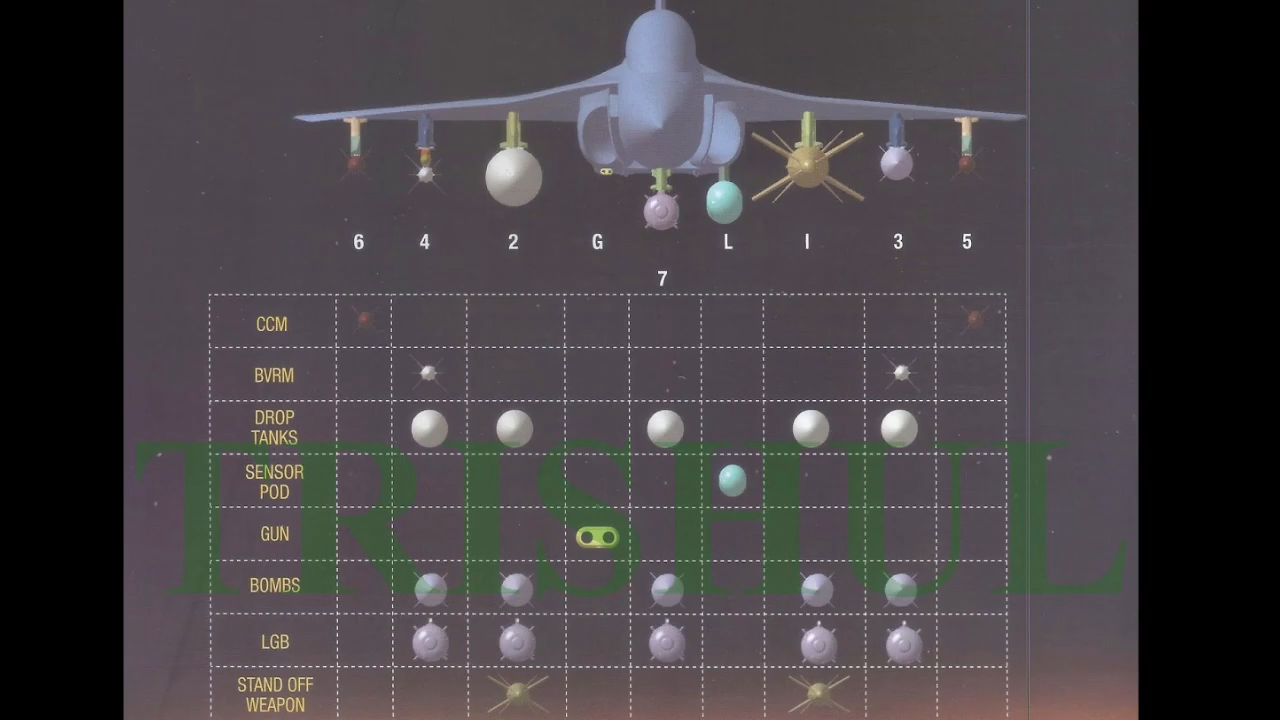 6 4 2 G L I 3 5
7
CCM
BVRM
DROP
TANKS
SENSOR
POD
GUN
BOMBS
LGB
STAND OFF
WEAPON
TRISHUL